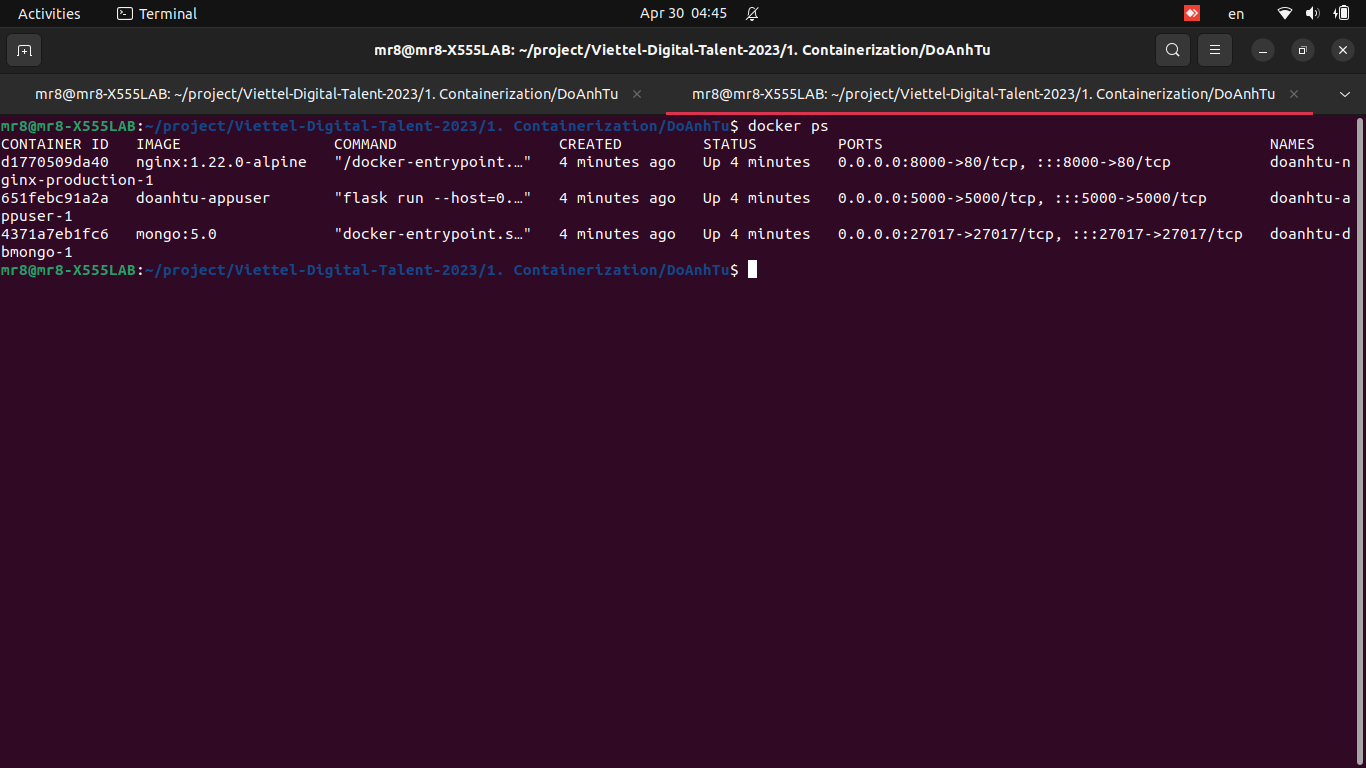 Activities Terminal Apr 30 04:45 en
mr8@mr8-X555LAB: ~/project/Viettel-Digital-Talent-2023/1. Containerization/DoAnhTu
mr8@mr8-X555LAB: ~/project/Viettel-Digital-Talent-2023/1. Containerization/DoAnhTu × mr8@mr8-X555LAB: ~/project/Viettel-Digital-Talent-2023/1. Containerization/DoAnhTu ×
mr8@mr8-X555LAB:~/project/Viettel-Digital-Talent-2023/1. Containerization/DoAnhTu$ docker ps
CONTAINER ID   IMAGE                 COMMAND                  CREATED         STATUS         PORTS                                           NAMES
d1770509da40   nginx:1.22.0-alpine   "/docker-entrypoint.…"   4 minutes ago   Up 4 minutes   0.0.0.0:8000->80/tcp, :::8000->80/tcp           doanhtu-n
ginx-production-1
651febc91a2a   doanhtu-appuser       "flask run --host=0.…"   4 minutes ago   Up 4 minutes   0.0.0.0:5000->5000/tcp, :::5000->5000/tcp       doanhtu-a
ppuser-1
4371a7eb1fc6   mongo:5.0             "docker-entrypoint.s…"   4 minutes ago   Up 4 minutes   0.0.0.0:27017->27017/tcp, :::27017->27017/tcp   doanhtu-d
bmongo-1
mr8@mr8-X555LAB:~/project/Viettel-Digital-Talent-2023/1. Containerization/DoAnhTu$